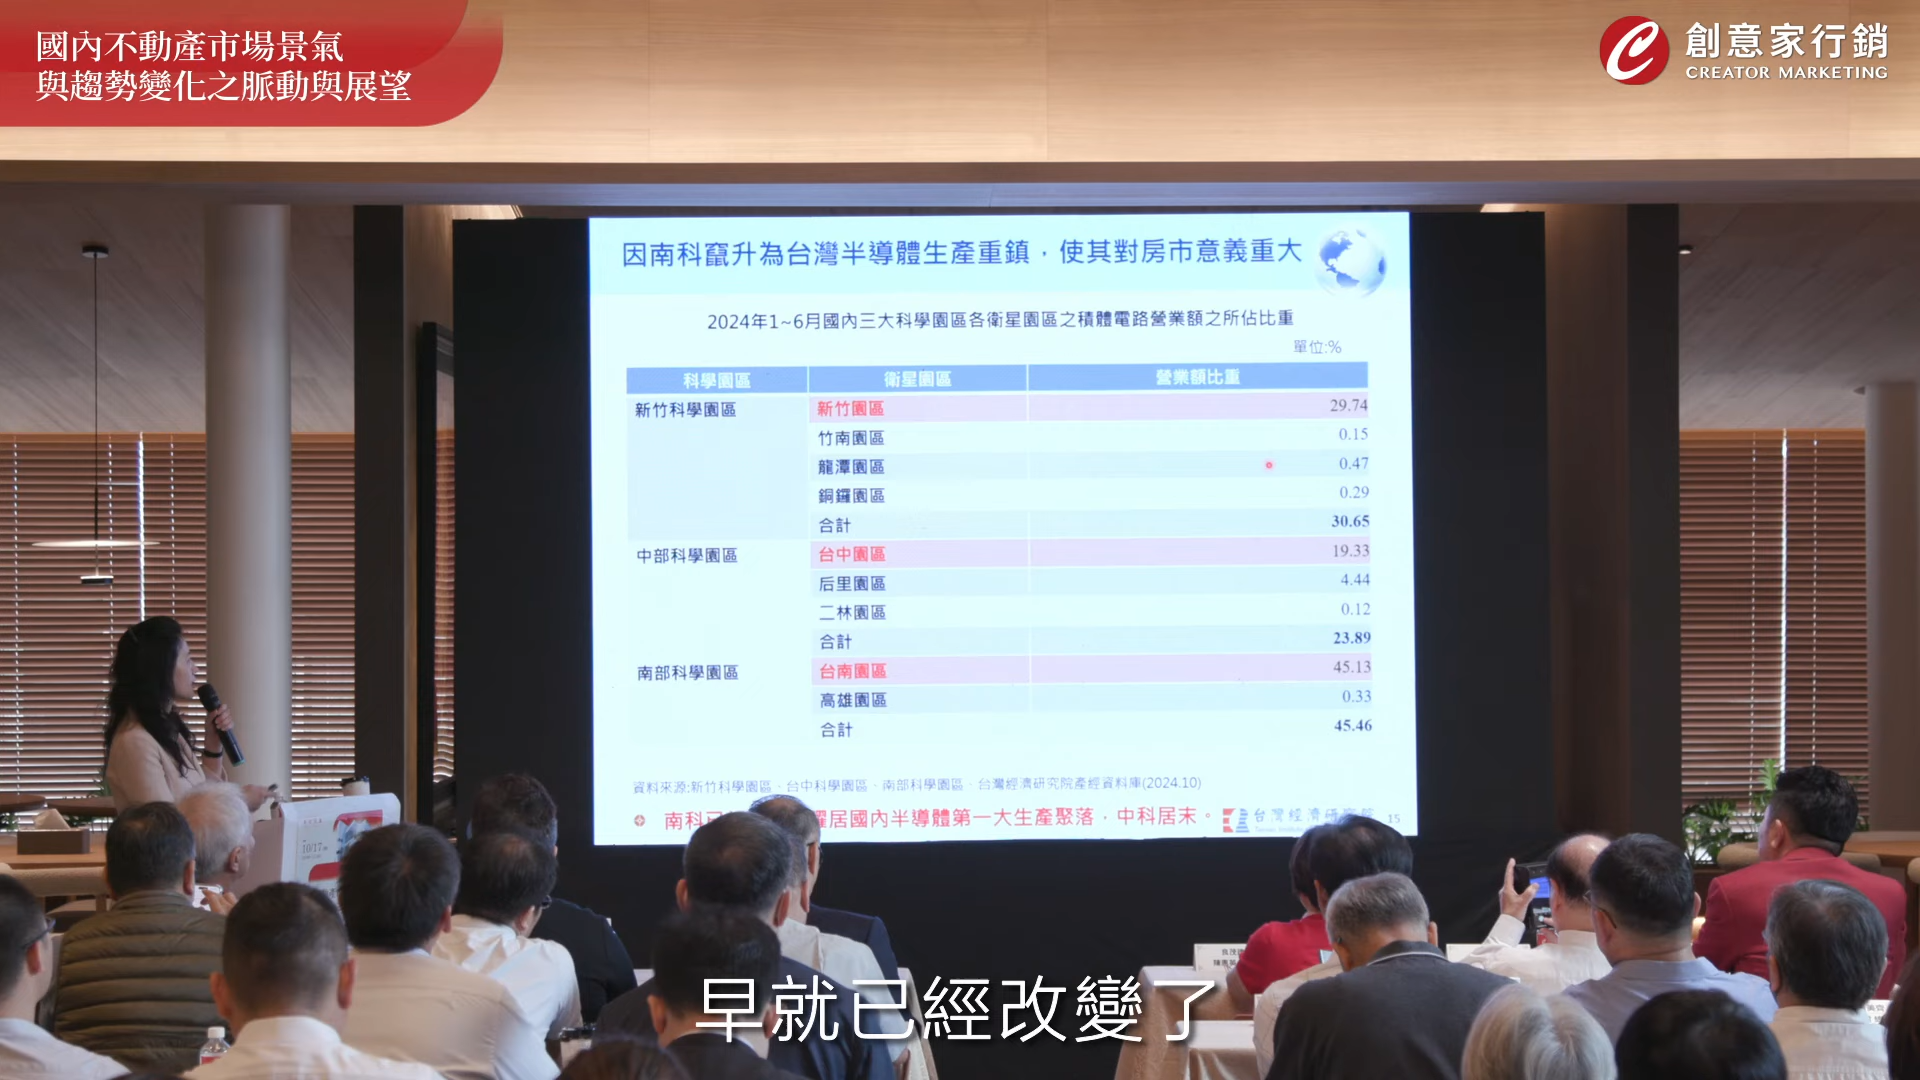 國內不動產市場景氣
與趨勢變化之脈動與展望
創意家行銷
CREATOR MARKETING
因南科竄升為台灣半導體生產重鎮，使其對房市意義重大
2024年1~6月國內三大科學園區各衛星園區之積體電路營業額之所佔比重
單位:%
科學園區 衛星園區 營業額比重
新竹科學園區 新竹園區 29.74
竹南園區 0.15
龍潭園區 0.47
銅鑼園區 0.29
合計 30.65
中部科學園區 台中園區 19.33
后里園區 4.44
二林園區 0.12
合計 23.89
南部科學園區 台南園區 45.13
高雄園區 0.33
合計 45.46
資料來源:新竹科學園區、台中科學園區、南部科學園區、台灣經濟研究院產經資料庫(2024.10)
南科已 躍居國內半導體第一大生產聚落，中科居末。
台灣經濟研究院
15
10/17
早就已經改變了